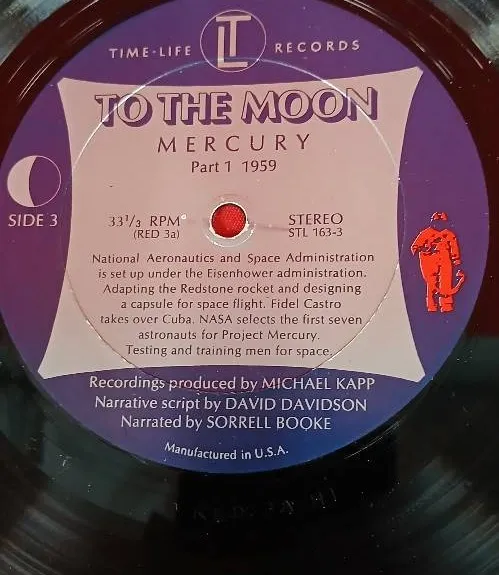 TIME-LIFE LT RECORDS
TO THE MOON
MERCURY
Part 1 1959
SIDE 3
33 1/3 RPM
(RED 3a)
STEREO
STL 163-3
National Aeronautics and Space Administration
is set up under the Eisenhower administration.
Adapting the Redstone rocket and designing
a capsule for space flight. Fidel Castro
takes over Cuba. NASA selects the first seven
astronauts for Project Mercury.
Testing and training men for space.
Recordings produced by MICHAEL KAPP
Narrative script by DAVID DAVIDSON
Narrated by SORRELL BOOKE
Manufactured in U.S.A.